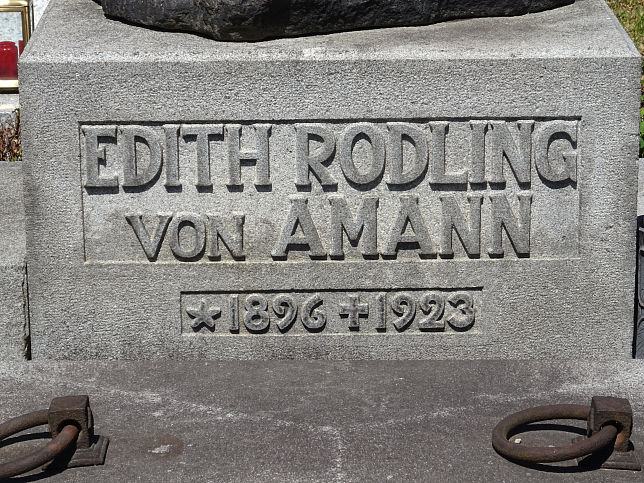 EDITH RODLING
VON AMANN
★ 1896 ✚ 1923